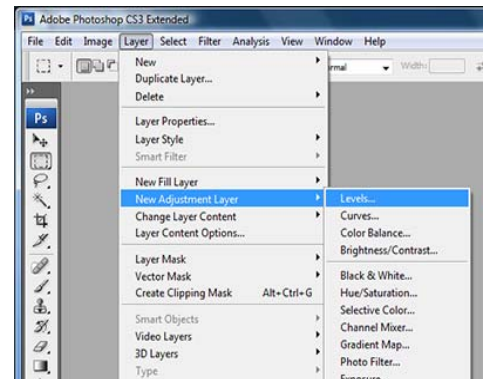 Ps Adobe Photoshop CS3 Extended
File Edit Image Layer Select Filter Analysis View Window Help
New
Duplicate Layer...
Delete
Layer Properties...
Layer Style
Smart Filter
New Fill Layer
New Adjustment Layer
Change Layer Content
Layer Content Options...
Layer Mask
Vector Mask
Create Clipping Mask Alt+Ctrl+G
Smart Objects
Video Layers
3D Layers
Type
rmal Width:
Ps
Levels...
Curves...
Color Balance...
Brightness/Contrast...
Black & White...
Hue/Saturation...
Selective Color...
Channel Mixer...
Gradient Map...
Photo Filter...
Exposure...